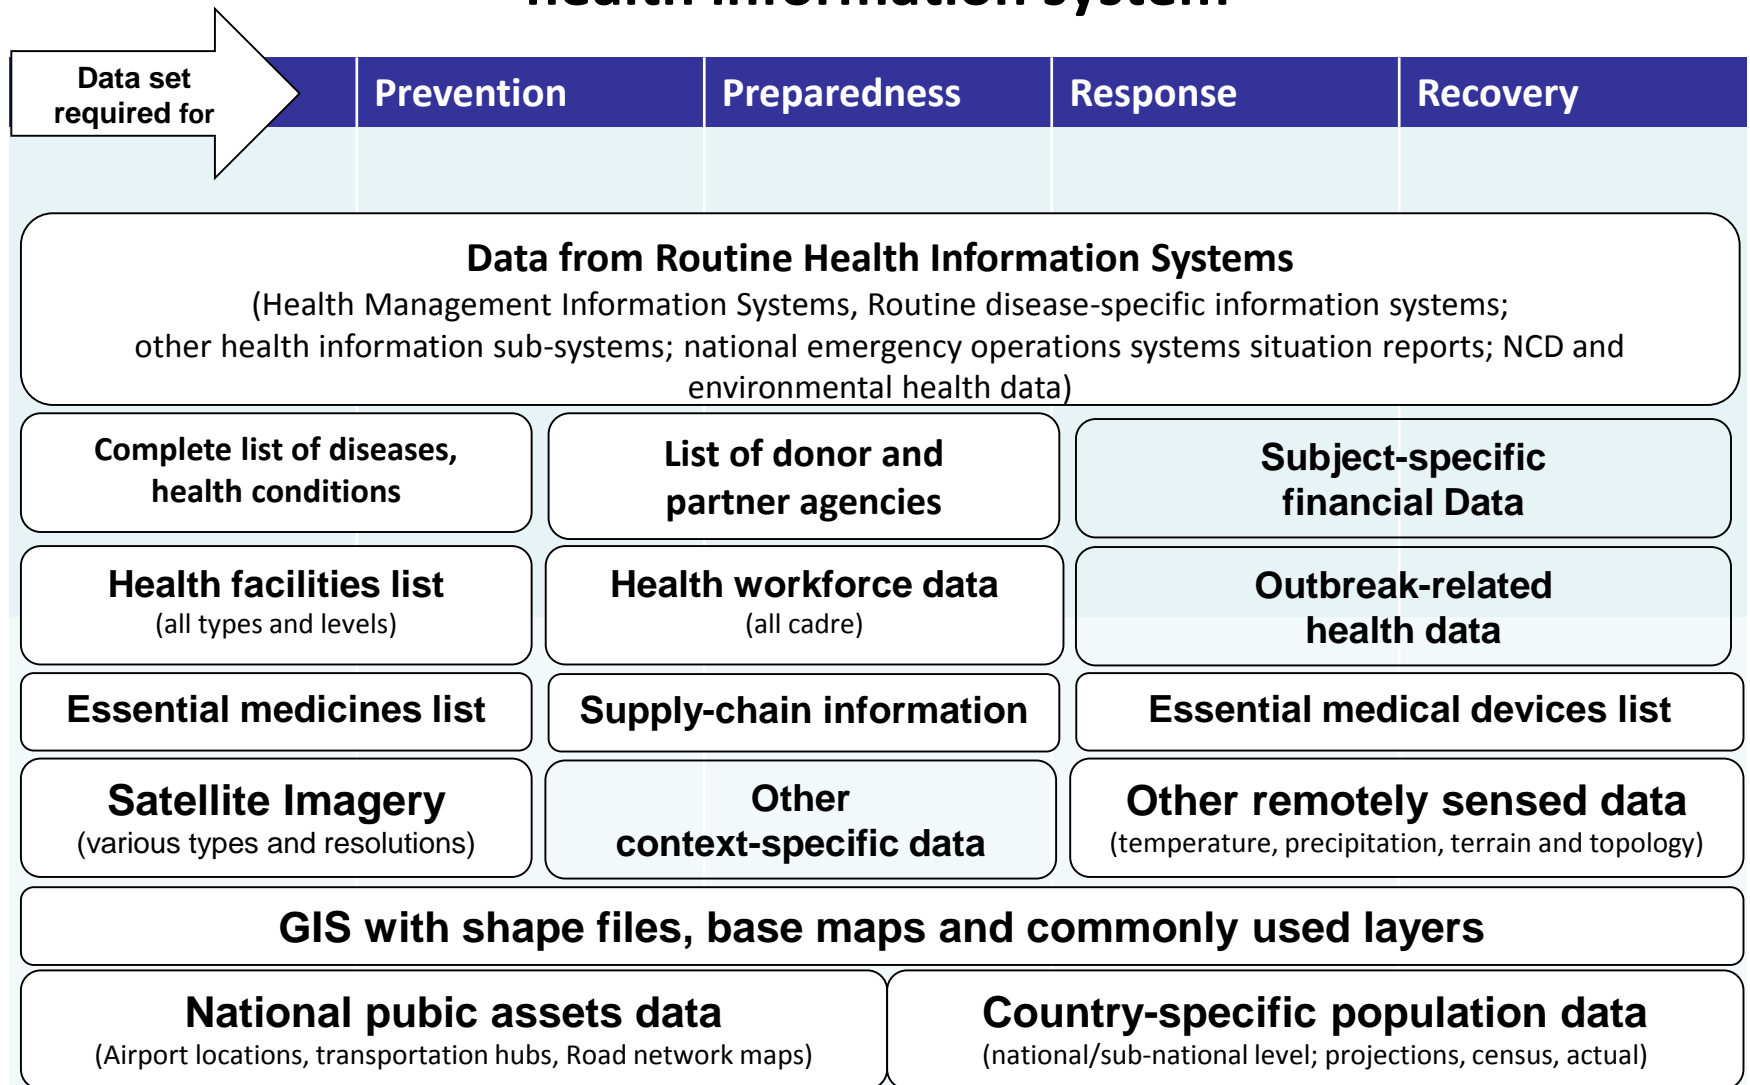 health information system
Data set
required for
Prevention
Preparedness
Response
Recovery
Data from Routine Health Information Systems
(Health Management Information Systems, Routine disease-specific information systems;
other health information sub-systems; national emergency operations systems situation reports; NCD and
environmental health data)
Complete list of diseases,
health conditions
List of donor and
partner agencies
Subject-specific
financial Data
Health facilities list
(all types and levels)
Health workforce data
(all cadre)
Outbreak-related
health data
Essential medicines list
Supply-chain information
Essential medical devices list
Satellite Imagery
(various types and resolutions)
Other
context-specific data
Other remotely sensed data
(temperature, precipitation, terrain and topology)
GIS with shape files, base maps and commonly used layers
National pubic assets data
(Airport locations, transportation hubs, Road network maps)
Country-specific population data
(national/sub-national level; projections, census, actual)